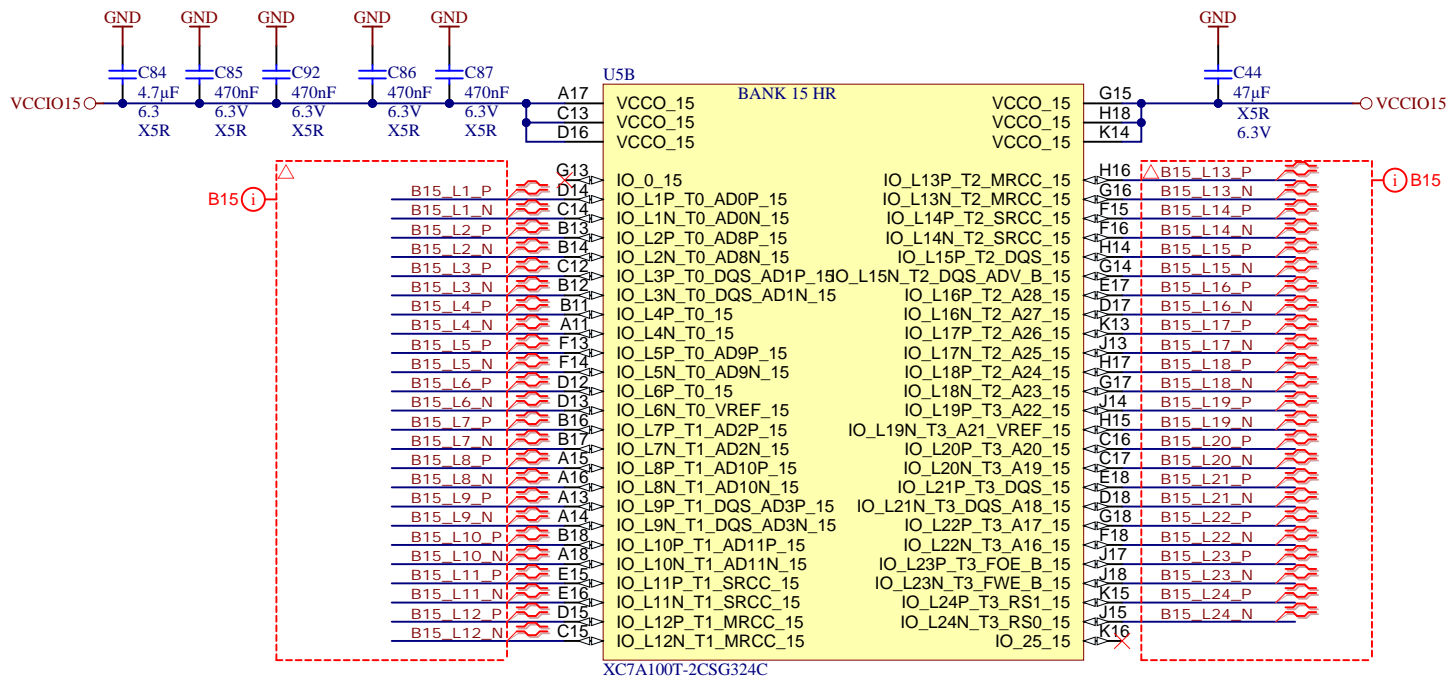 GND GND GND GND GND GND
C84 C85 C92 C86 C87 C44
4.7µF 470nF 470nF 470nF 470nF 47µF
6.3 6.3V 6.3V 6.3V 6.3V X5R
X5R X5R X5R X5R X5R 6.3V
VCCIO15 VCCIO15
U5B
BANK 15 HR
A17 VCCO_15 VCCO_15 G15
C13 VCCO_15 VCCO_15 H18
D16 VCCO_15 VCCO_15 K14
B15 B15
G13 IO_0_15 IO_L13P_T2_MRCC_15 H16 B15_L13_P
B15_L1_P D14 IO_L1P_T0_AD0P_15 IO_L13N_T2_MRCC_15 G16 B15_L13_N
B15_L1_N C14 IO_L1N_T0_AD0N_15 IO_L14P_T2_SRCC_15 F15 B15_L14_P
B15_L2_P B13 IO_L2P_T0_AD8P_15 IO_L14N_T2_SRCC_15 F16 B15_L14_N
B15_L2_N B14 IO_L2N_T0_AD8N_15 IO_L15P_T2_DQS_15 H14 B15_L15_P
B15_L3_P C12 IO_L3P_T0_DQS_AD1P_15 IO_L15N_T2_DQS_ADV_B_15 G14 B15_L15_N
B15_L3_N B12 IO_L3N_T0_DQS_AD1N_15 IO_L16P_T2_A28_15 E17 B15_L16_P
B15_L4_P B11 IO_L4P_T0_15 IO_L16N_T2_A27_15 D17 B15_L16_N
B15_L4_N A11 IO_L4N_T0_15 IO_L17P_T2_A26_15 K13 B15_L17_P
B15_L5_P F13 IO_L5P_T0_AD9P_15 IO_L17N_T2_A25_15 J13 B15_L17_N
B15_L5_N F14 IO_L5N_T0_AD9N_15 IO_L18P_T2_A24_15 H17 B15_L18_P
B15_L6_P D12 IO_L6P_T0_15 IO_L18N_T2_A23_15 G17 B15_L18_N
B15_L6_N D13 IO_L6N_T0_VREF_15 IO_L19P_T3_A22_15 J14 B15_L19_P
B15_L7_P B16 IO_L7P_T1_AD2P_15 IO_L19N_T3_A21_VREF_15 H15 B15_L19_N
B15_L7_N B17 IO_L7N_T1_AD2N_15 IO_L20P_T3_A20_15 C16 B15_L20_P
B15_L8_P A15 IO_L8P_T1_AD10P_15 IO_L20N_T3_A19_15 C17 B15_L20_N
B15_L8_N A16 IO_L8N_T1_AD10N_15 IO_L21P_T3_DQS_15 E18 B15_L21_P
B15_L9_P A13 IO_L9P_T1_DQS_AD3P_15 IO_L21N_T3_DQS_A18_15 D18 B15_L21_N
B15_L9_N A14 IO_L9N_T1_DQS_AD3N_15 IO_L22P_T3_A17_15 G18 B15_L22_P
B15_L10_P B18 IO_L10P_T1_AD11P_15 IO_L22N_T3_A16_15 F18 B15_L22_N
B15_L10_N A18 IO_L10N_T1_AD11N_15 IO_L23P_T3_FOE_B_15 J17 B15_L23_P
B15_L11_P E15 IO_L11P_T1_SRCC_15 IO_L23N_T3_FWE_B_15 J18 B15_L23_N
B15_L11_N E16 IO_L11N_T1_SRCC_15 IO_L24P_T3_RS1_15 K15 B15_L24_P
B15_L12_P D15 IO_L12P_T1_MRCC_15 IO_L24N_T3_RS0_15 J15 B15_L24_N
B15_L12_N C15 IO_L12N_T1_MRCC_15 IO_25_15 K16
XC7A100T-2CSG324C